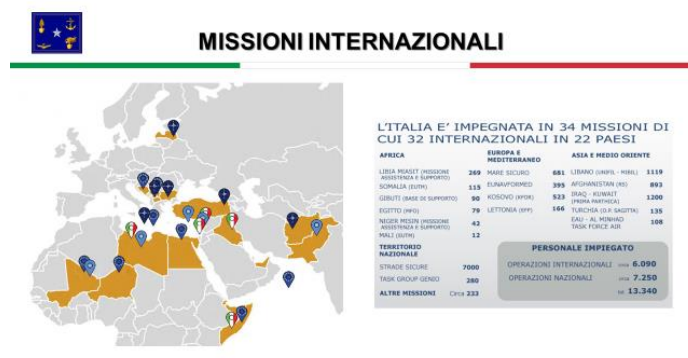 MISSIONI INTERNAZIONALI
L'ITALIA E' IMPEGNATA IN 34 MISSIONI DI
CUI 32 INTERNAZIONALI IN 22 PAESI
AFRICA
LIBIA MIASIT (MISSIONE
ASSISTENZA E SUPPORTO) 269
SOMALIA (EUTM) 115
GIBUTI (BASE DI SUPPORTO) 90
EGITTO (MFO) 79
NIGER MISIN (MISSIONE
ASSISTENZA E SUPPORTO) 42
MALI (EUTM) 12
TERRITORIO
NAZIONALE
STRADE SICURE 7000
TASK GROUP GENIO 280
ALTRE MISSIONI Circa 233
EUROPA E
MEDITERRANEO
MARE SICURO 681
EUNAVFORMED 395
KOSOVO (KFOR) 523
LETTONIA (EFP) 166
ASIA E MEDIO ORIENTE
LIBANO (UNIFIL - MIBIL) 1119
AFGHANISTAN (RS) 893
IRAQ - KUWAIT
(PRIMA PARTHICA) 1200
TURCHIA (O.P. SAGITTA) 135
EAU - AL MINHAD
TASK FORCE AIR 108
PERSONALE IMPIEGATO
OPERAZIONI INTERNAZIONALI 6.090
OPERAZIONI NAZIONALI 7.250
13.340